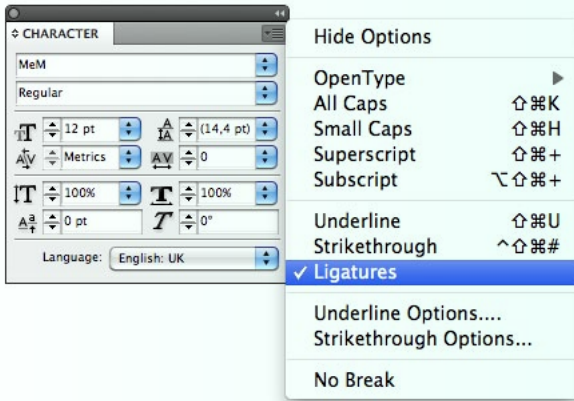 CHARACTER
MeM
Regular
12 pt
(14,4 pt)
Metrics
0
100%
100%
0 pt
0°
Language: English: UK
Hide Options
OpenType
All Caps ⇧⌘K
Small Caps ⇧⌘H
Superscript ⇧⌘+
Subscript ⌥⇧⌘+
Underline ⇧⌘U
Strikethrough ^⇧⌘#
✓ Ligatures
Underline Options....
Strikethrough Options...
No Break